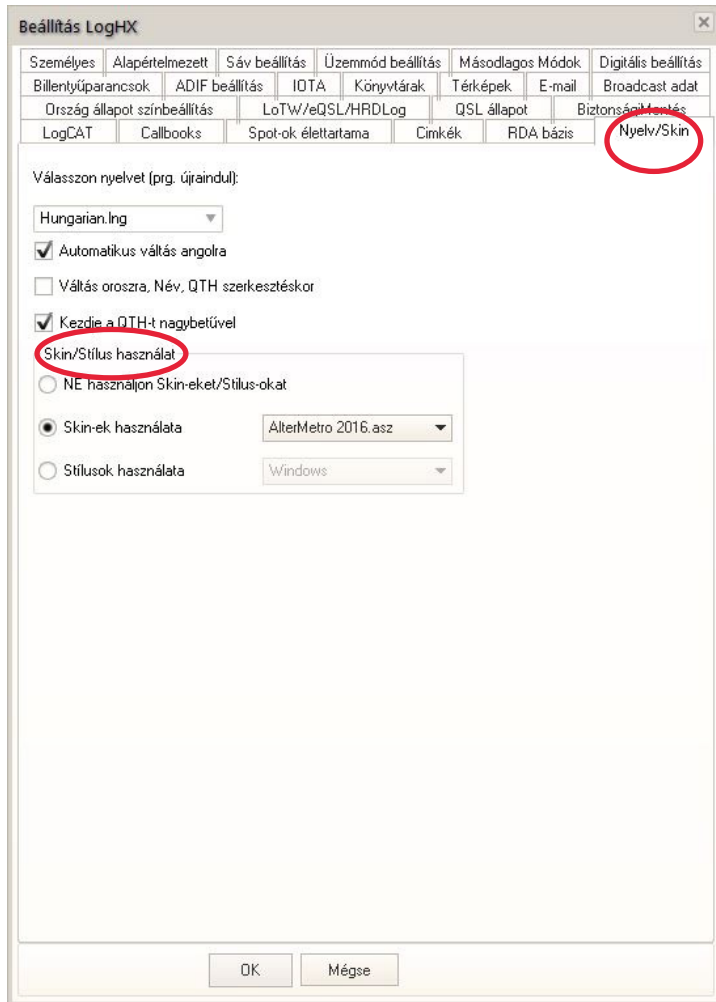 Beállítás LogHX
Személyes Alapértelmezett Sáv beállítás Üzemmód beállítás Másodlagos Módok Digitális beállítás
Billentyűparancsok ADIF beállítás IOTA Könyvtárak Térképek E-mail Broadcast adat
Ország állapot színbeállítás LoTW/eQSL/HRDLog QSL állapot BiztonságiMentés
LogCAT Callbooks Spot-ok élettartama Cimkék RDA bázis Nyelv/Skin
Válasszon nyelvet (prg. újraindul):
Hungarian.lng
Automatikus váltás angolra
Váltás oroszra, Név, QTH szerkesztéskor
Kezdje a QTH-t nagybetűvel
Skin/Stílus használat
NE használjon Skin-eket/Stilus-okat
Skin-ek használata AlterMetro 2016.asz
Stílusok használata Windows
OK Mégse